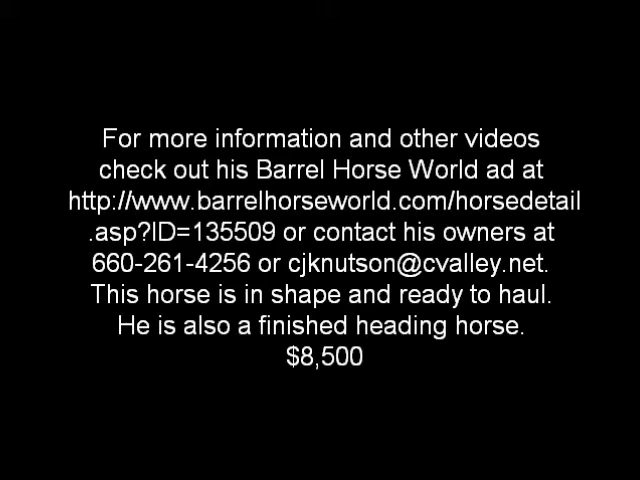 For more information and other videos
check out his Barrel Horse World ad at
http://www.barrelhorseworld.com/horsedetail
.asp?ID=135509 or contact his owners at
660-261-4256 or cjknutson@cvalley.net.
This horse is in shape and ready to haul.
He is also a finished heading horse.
$8,500